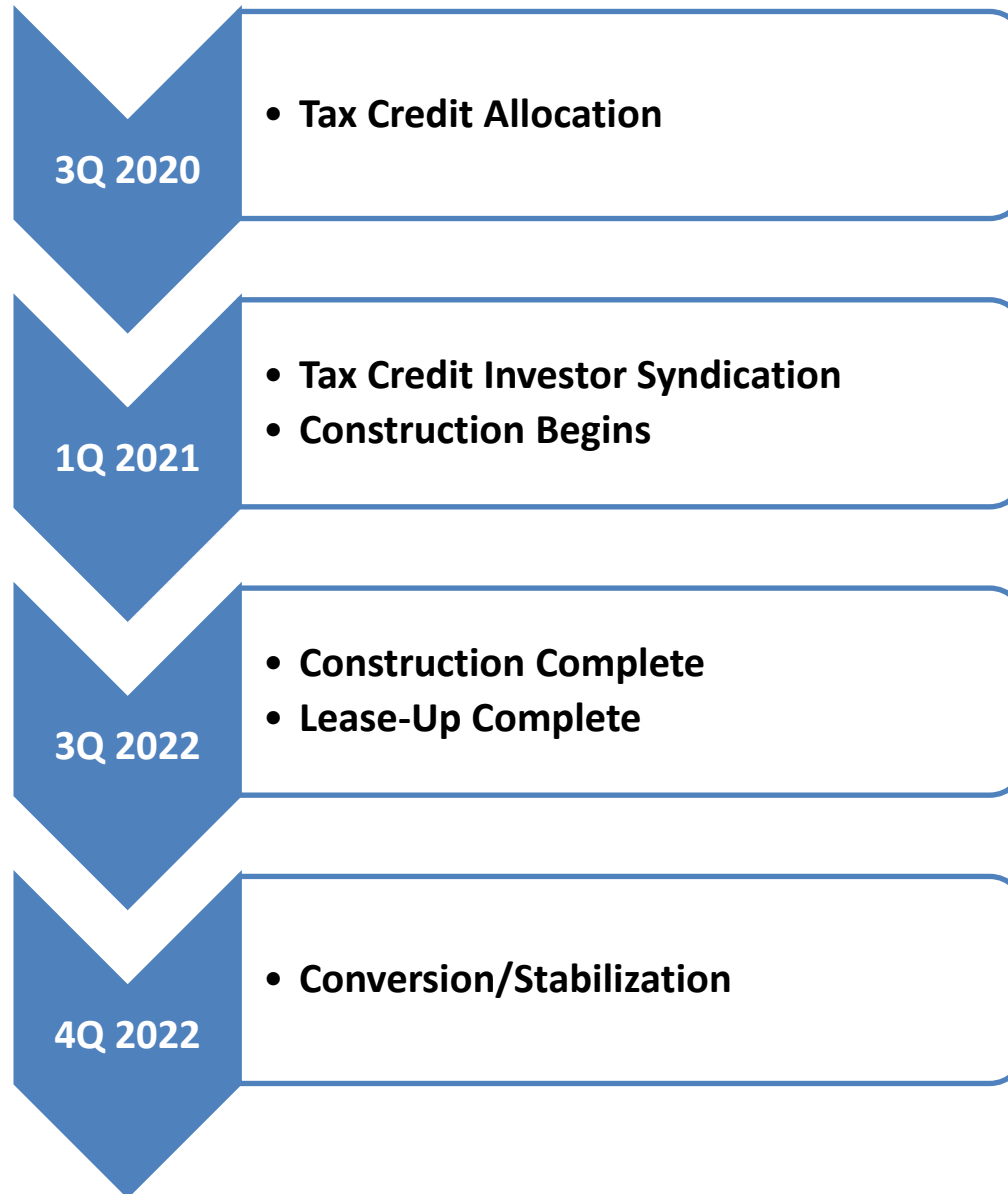 3Q 2020
• Tax Credit Allocation
1Q 2021
• Tax Credit Investor Syndication
• Construction Begins
3Q 2022
• Construction Complete
• Lease-Up Complete
4Q 2022
• Conversion/Stabilization